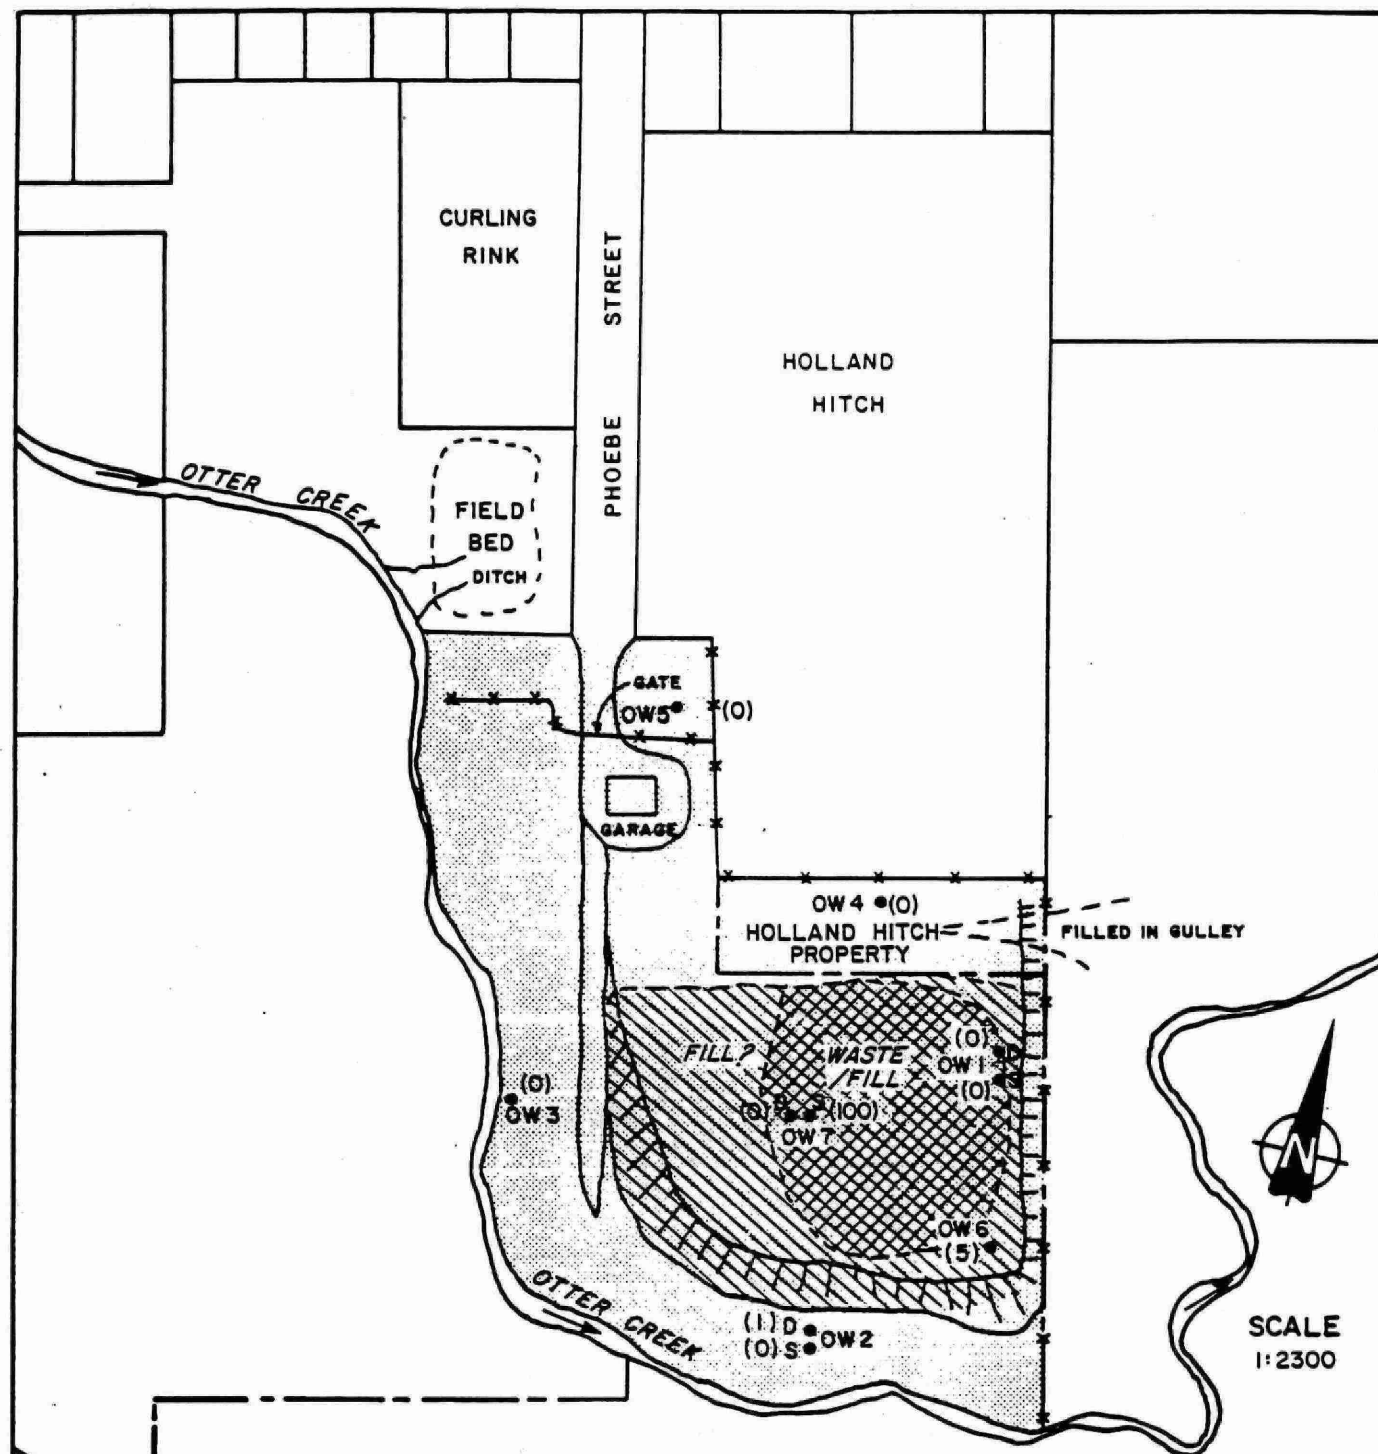 CURLING
RINK
PHOEBE STREET
HOLLAND
HITCH
OTTER CREEK
FIELD
BED
DITCH
GATE
OW5
(0)
GARAGE
OW4 (0)
HOLLAND HITCH
PROPERTY
FILLED IN GULLEY
FILL?
WASTE
/FILL
(0)
OW1
(0)
(0)
OW3
(0) S (100)
OW7
OW6
(5)
OTTER CREEK
(1) D
OW2
(0) S
N
SCALE
1:2300